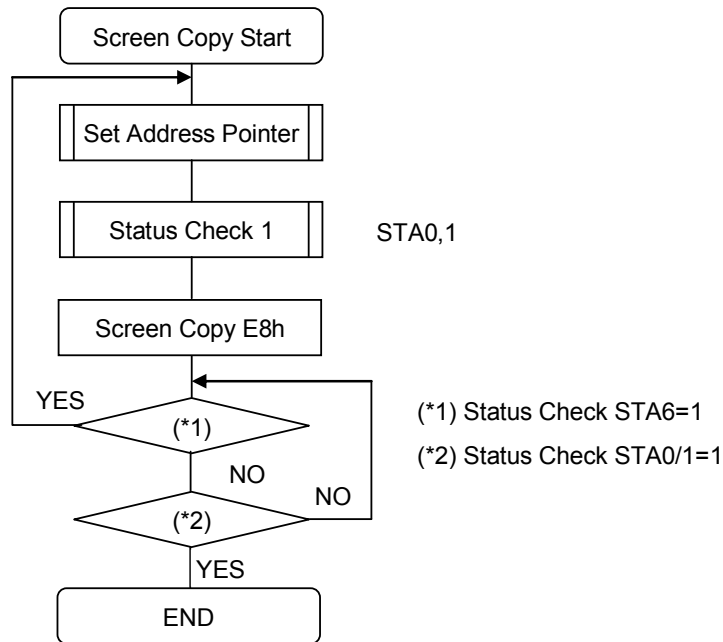 Screen Copy Start
Set Address Pointer
Status Check 1
STA0,1
Screen Copy E8h
YES
(*1)
(*1) Status Check STA6=1
NO
(*2) Status Check STA0/1=1
NO
(*2)
YES
END